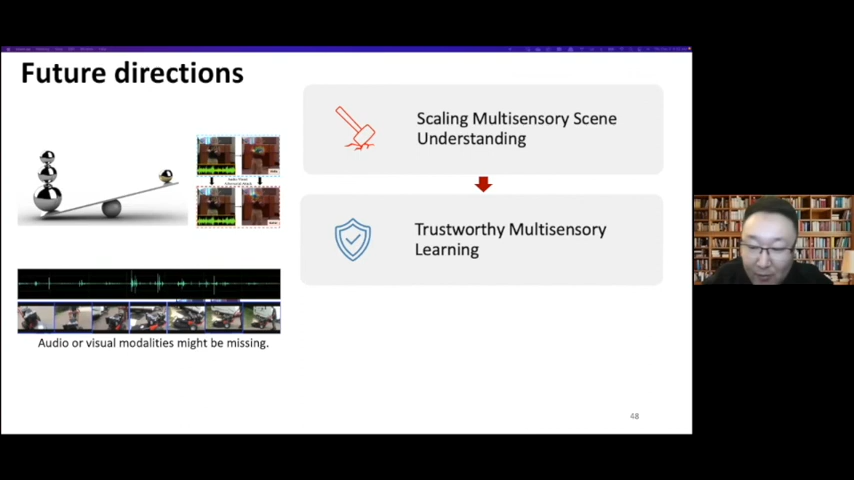 Future directions
Scaling Multisensory Scene
Understanding
Trustworthy Multisensory
Learning
Audio or visual modalities might be missing.
48